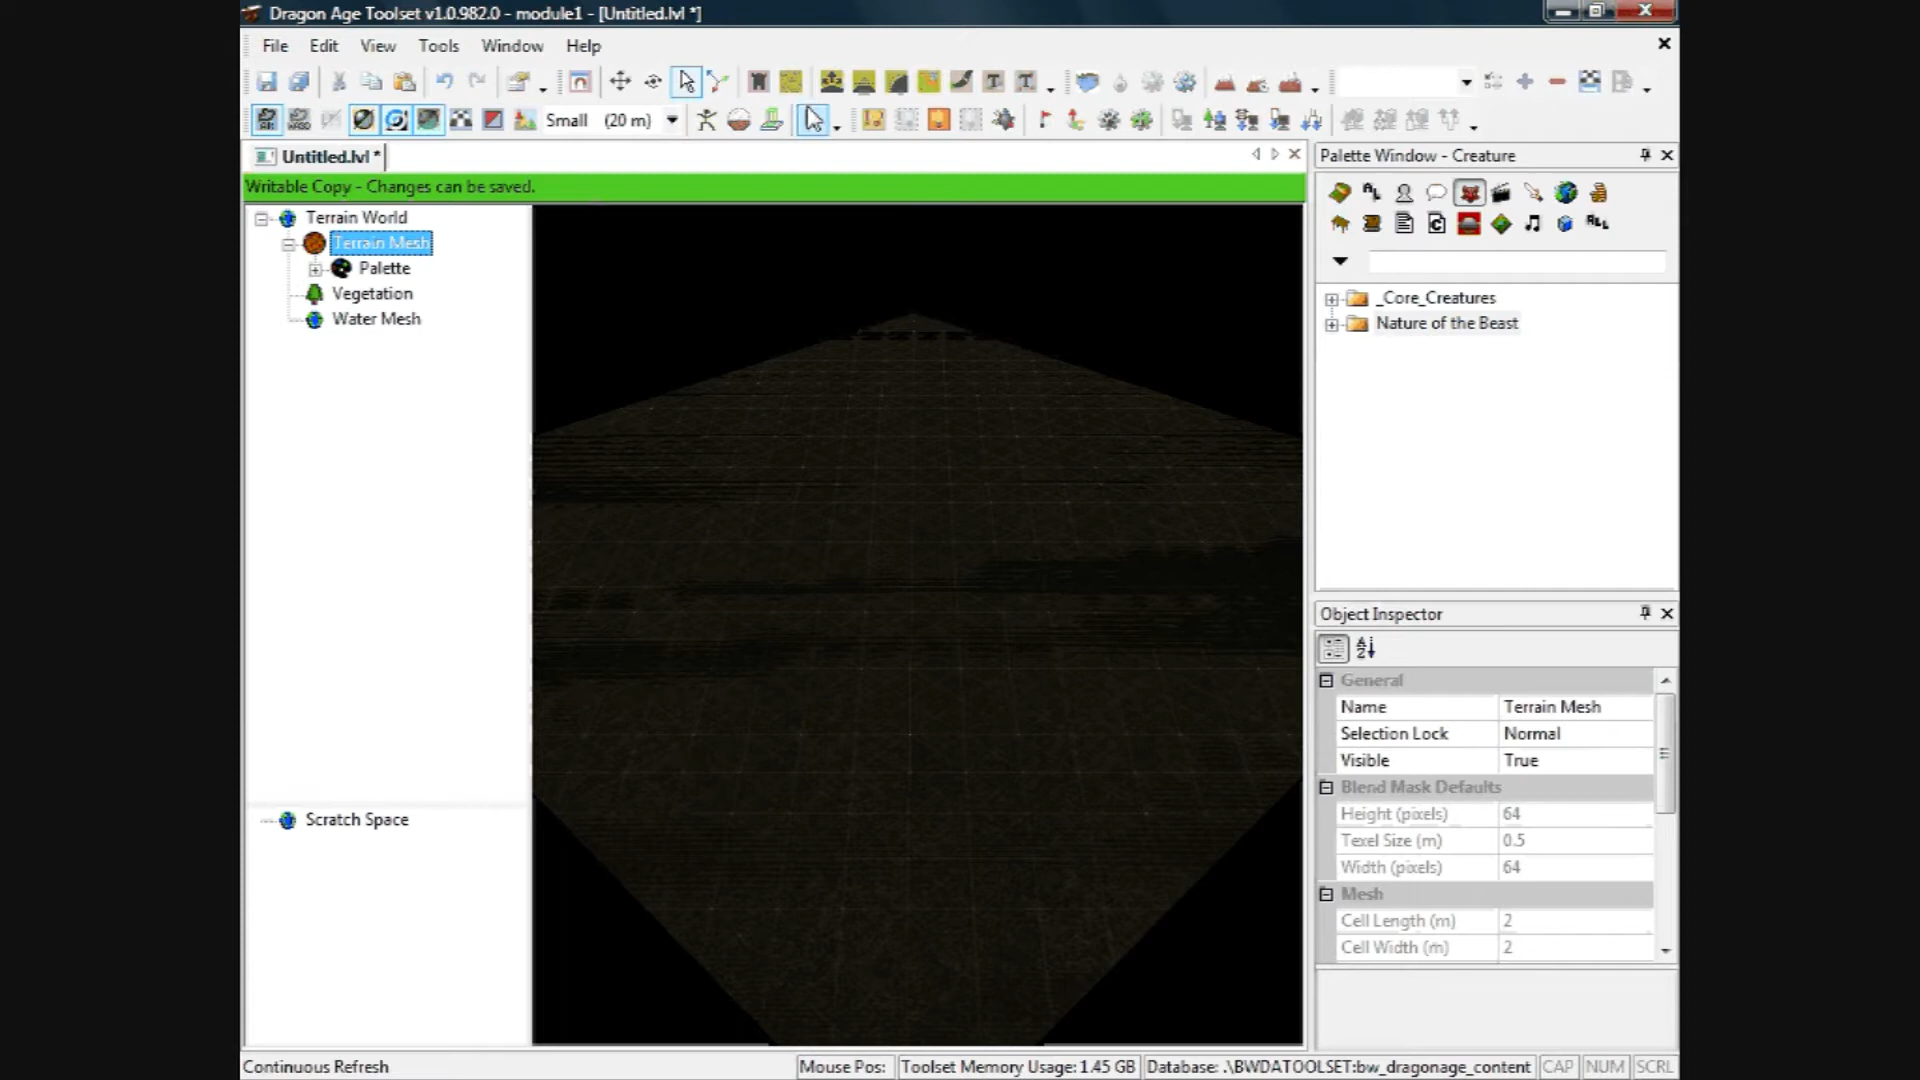 Dragon Age Toolset v1.0.982.0 - module1 - [Untitled.lvl *]
File Edit View Tools Window Help
Small (20 m)
Untitled.lvl *
Writable Copy - Changes can be saved.
Terrain World
Terrain Mesh
Palette
Vegetation
Water Mesh
Scratch Space
Palette Window - Creature
_Core_Creatures
Nature of the Beast
Object Inspector
General
Name Terrain Mesh
Selection Lock Normal
Visible True
Blend Mask Defaults
Height (pixels) 64
Texel Size (m) 0.5
Width (pixels) 64
Mesh
Cell Length (m) 2
Cell Width (m) 2
Continuous Refresh Mouse Pos: Toolset Memory Usage: 1.45 GB Database: .\BWDATOOLSET:bw_dragonage_content CAP NUM SCRL